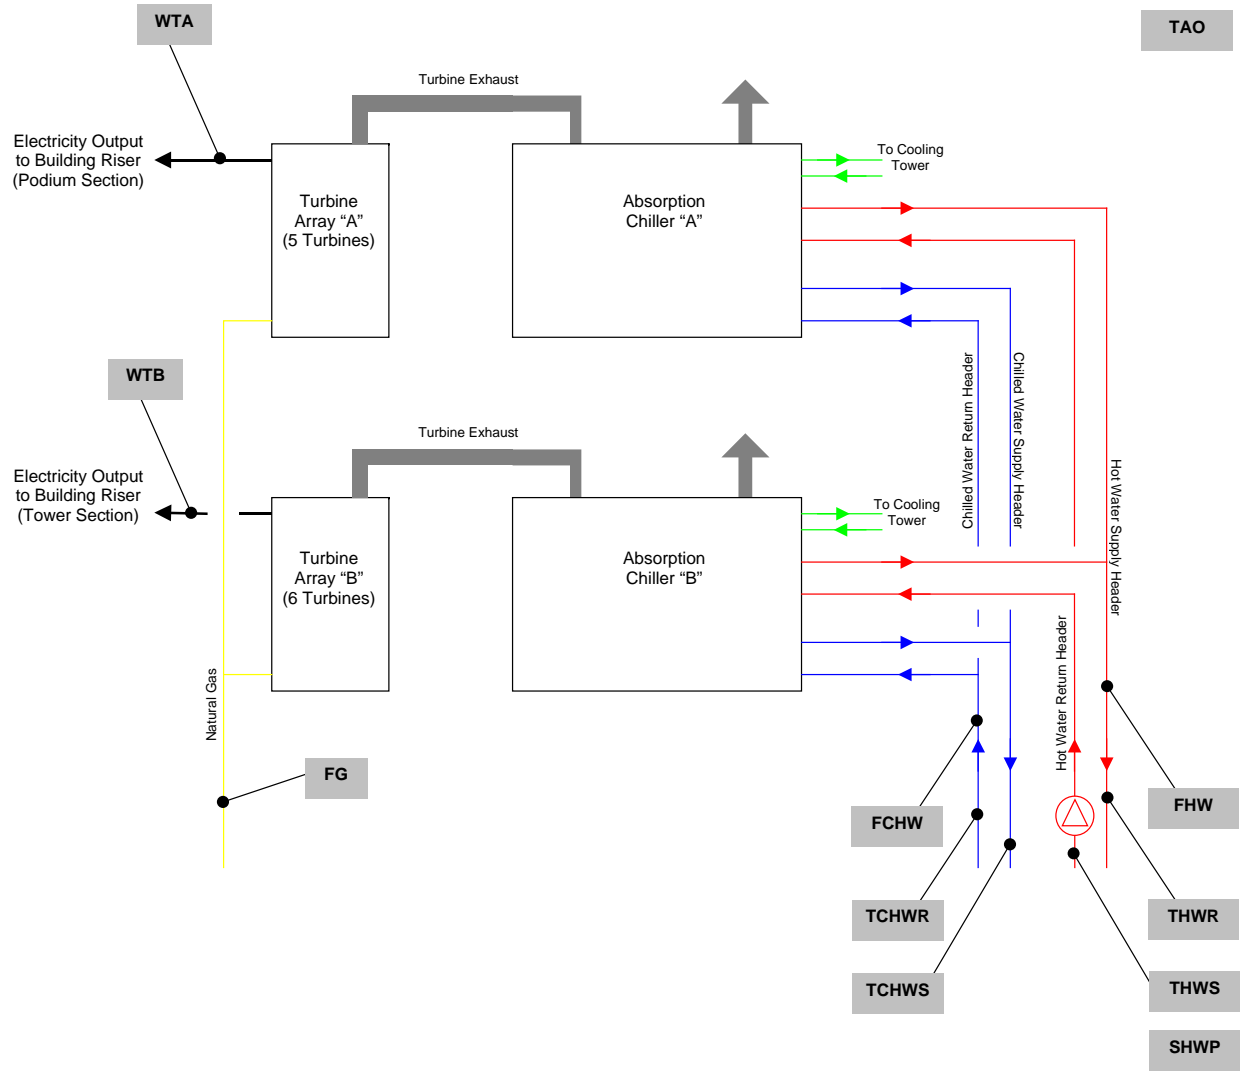 WTA
TAO
Turbine Exhaust
Electricity Output
to Building Riser
(Podium Section)
Turbine
Array “A”
(5 Turbines)
Absorption
Chiller “A”
To Cooling
Tower
WTB
Chilled Water Return Header
Chilled Water Supply Header
Hot Water Supply Header
Turbine Exhaust
Electricity Output
to Building Riser
(Tower Section)
Turbine
Array “B”
(6 Turbines)
Absorption
Chiller “B”
To Cooling
Tower
Natural Gas
Hot Water Return Header
FG
FCHW
FHW
TCHWR
THWR
TCHWS
THWS
SHWP